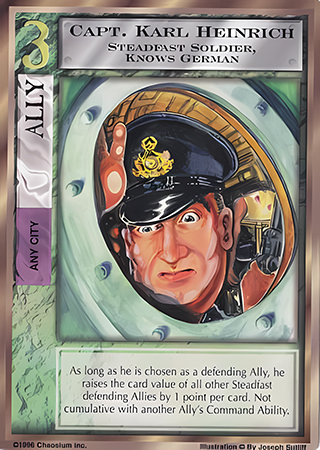 3
CAPT. KARL HEINRICH
STEADFAST SOLDIER,
KNOWS GERMAN
ALLY
ANY CITY
As long as he is chosen as a defending Ally, he
raises the card value of all other Steadfast
defending Allies by 1 point per card. Not
cumulative with another Ally's Command Ability.
©1996 Chaosium Inc.
Illustration © By Joseph Sutliff